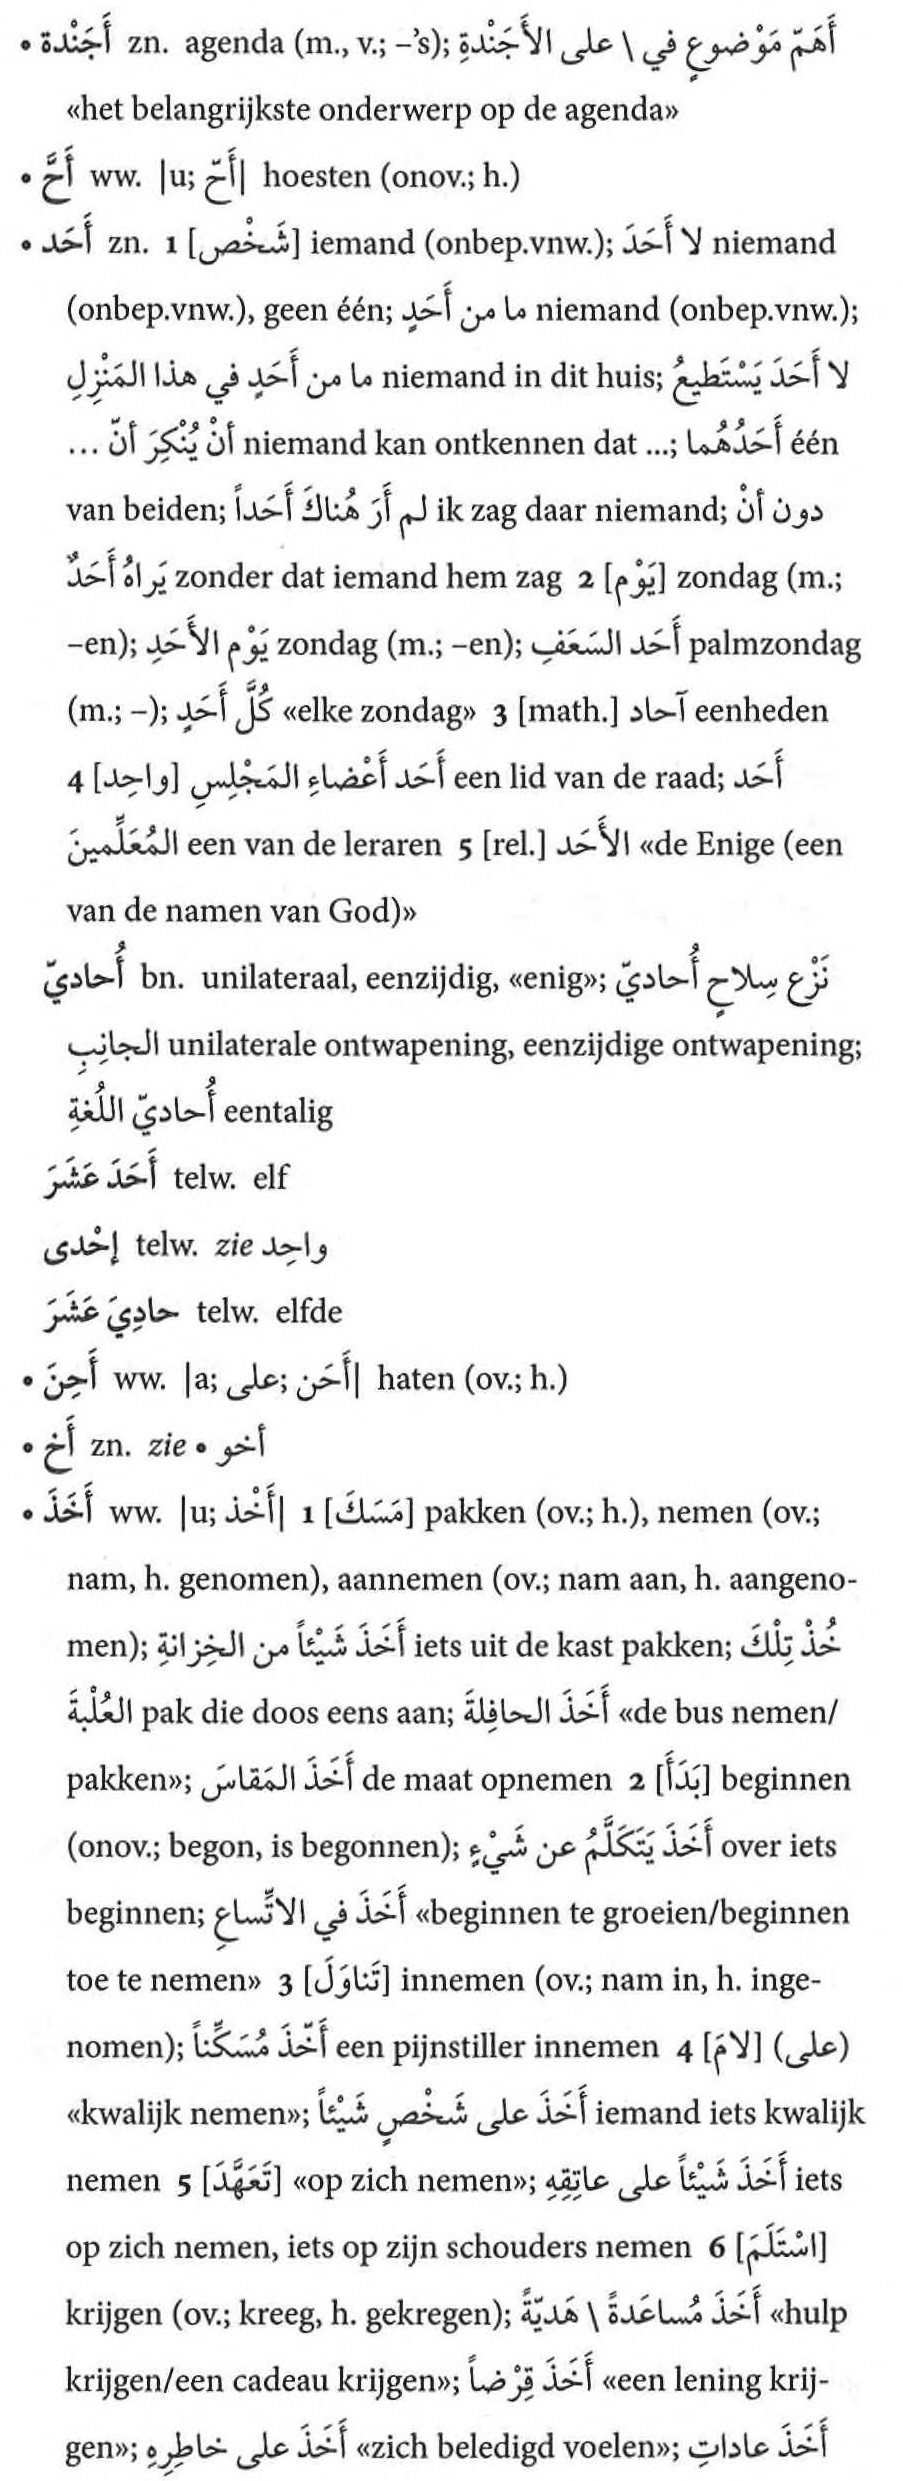 • أَجَنْدة zn. agenda (m., v.; –’s); أَهَمّ مَوْضوعٍ في \ على الأَجَنْدةِ
«het belangrijkste onderwerp op de agenda»
• أَحَّ ww. |u; أَحّ| hoesten (onov.; h.)
• أَحَد zn. 1 [شَخْص] iemand (onbep.vnw.); لا أَحَدَ niemand
(onbep.vnw.), geen één; ما من أَحَدٍ niemand (onbep.vnw.);
ما من أَحَدٍ في هذا المَنْزِلِ niemand in dit huis; لا أَحَدَ يَسْتَطيعُ
أنْ يُنْكِرَ أنّ ... niemand kan ontkennen dat ...; أَحَدُهُما één
van beiden; لم أَرَ هُناكَ أَحَداً ik zag daar niemand; دون أنْ
يَراهُ أَحَدٌ zonder dat iemand hem zag 2 [يَوْم] zondag (m.;
–en); يَوْم الأَحَدِ zondag (m.; –en); أَحَد السَعَفِ palmzondag
(m.; –); كُلَّ أَحَدٍ «elke zondag» 3 [math.] آحاد eenheden
4 [واحِد] أَحَد أَعْضاءِ المَجْلِسِ een lid van de raad; أَحَد
المُعَلِّمينَ een van de leraren 5 [rel.] الأَحَد «de Enige (een
van de namen van God)»
أُحاديّ bn. unilateraal, eenzijdig, «enig»; نَزْع سِلاحٍ أُحاديّ
الجانِبِ unilaterale ontwapening, eenzijdige ontwapening;
أُحاديّ اللُغةِ eentalig
أَحَدَ عَشَرَ telw. elf
إحْدى telw. zie واحِد
حادِيَ عَشَرَ telw. elfde
• أَحِنَ ww. |a; على; أَحَن| haten (ov.; h.)
• أَخ zn. zie • أخو
• أَخَذَ ww. |u; أَخْذ| 1 [مَسَكَ] pakken (ov.; h.), nemen (ov.;
nam, h. genomen), aannemen (ov.; nam aan, h. aangeno-
men); أَخَذَ شَيْئاً من الخِزانةِ iets uit de kast pakken; خُذْ تِلْكَ
العُلْبةَ pak die doos eens aan; أَخَذَ الحافِلةَ «de bus nemen/
pakken»; أَخَذَ المَقاسَ de maat opnemen 2 [بَدَأَ] beginnen
(onov.; begon, is begonnen); أَخَذَ يَتَكَلَّمُ عن شَيْءٍ over iets
beginnen; أَخَذَ في الاتِّساعِ «beginnen te groeien/beginnen
toe te nemen» 3 [تَناوَلَ] innemen (ov.; nam in, h. inge-
nomen); أَخَّذَ مُسَكِّناً een pijnstiller innemen 4 [لامَ] (على)
«kwalijk nemen»; أَخَذَ على شَخْصٍ شَيْئاً iemand iets kwalijk
nemen 5 [تَعَهَّدَ] «op zich nemen»; أَخَذَ شَيْئاً على عاتِقِهِ iets
op zich nemen, iets op zijn schouders nemen 6 [اسْتَلَمَ]
krijgen (ov.; kreeg, h. gekregen); أَخَذَ مُساعَدةً \ هَديّةً «hulp
krijgen/een cadeau krijgen»; أَخَذَ قِرْضاً «een lening krij-
gen»; أَخَذَ على خاطِرِهِ «zich beledigd voelen»; أَخَذَ عاداتٍ